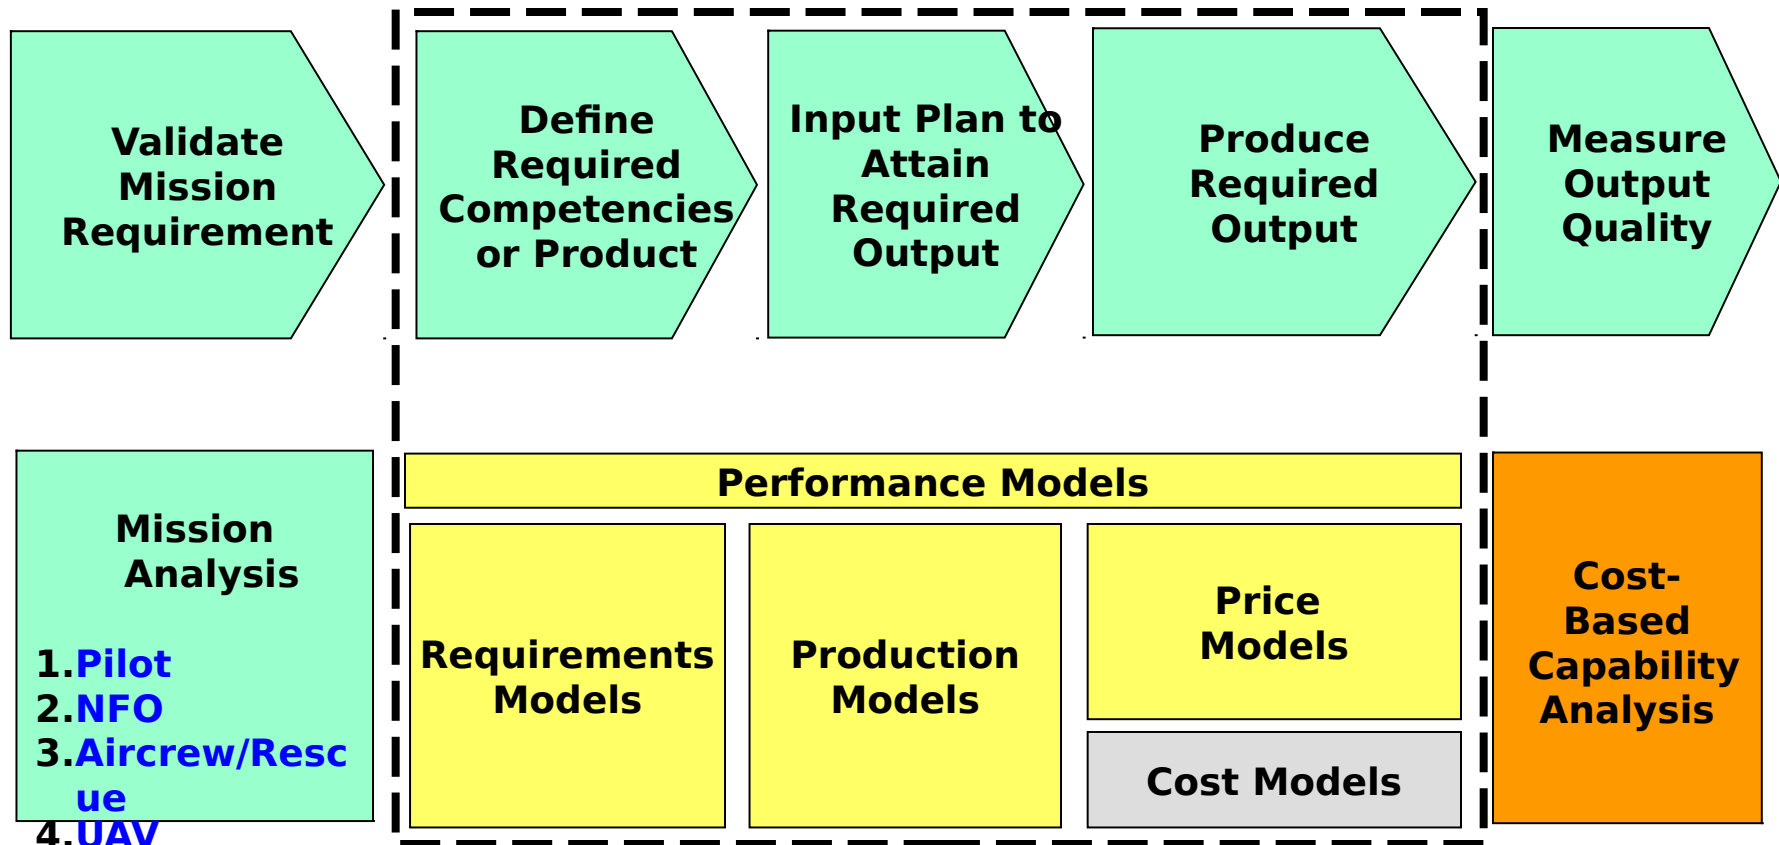 Validate
Mission
Requirement
Define
Required
Competencies
or Product
Input Plan to
Attain
Required
Output
Produce
Required
Output
Measure
Output
Quality
Mission
Analysis
1.Pilot
2.NFO
3.Aircrew/Resc
ue
4.UAV
Performance Models
Requirements
Models
Production
Models
Price
Models
Cost Models
Cost-
Based
Capability
Analysis